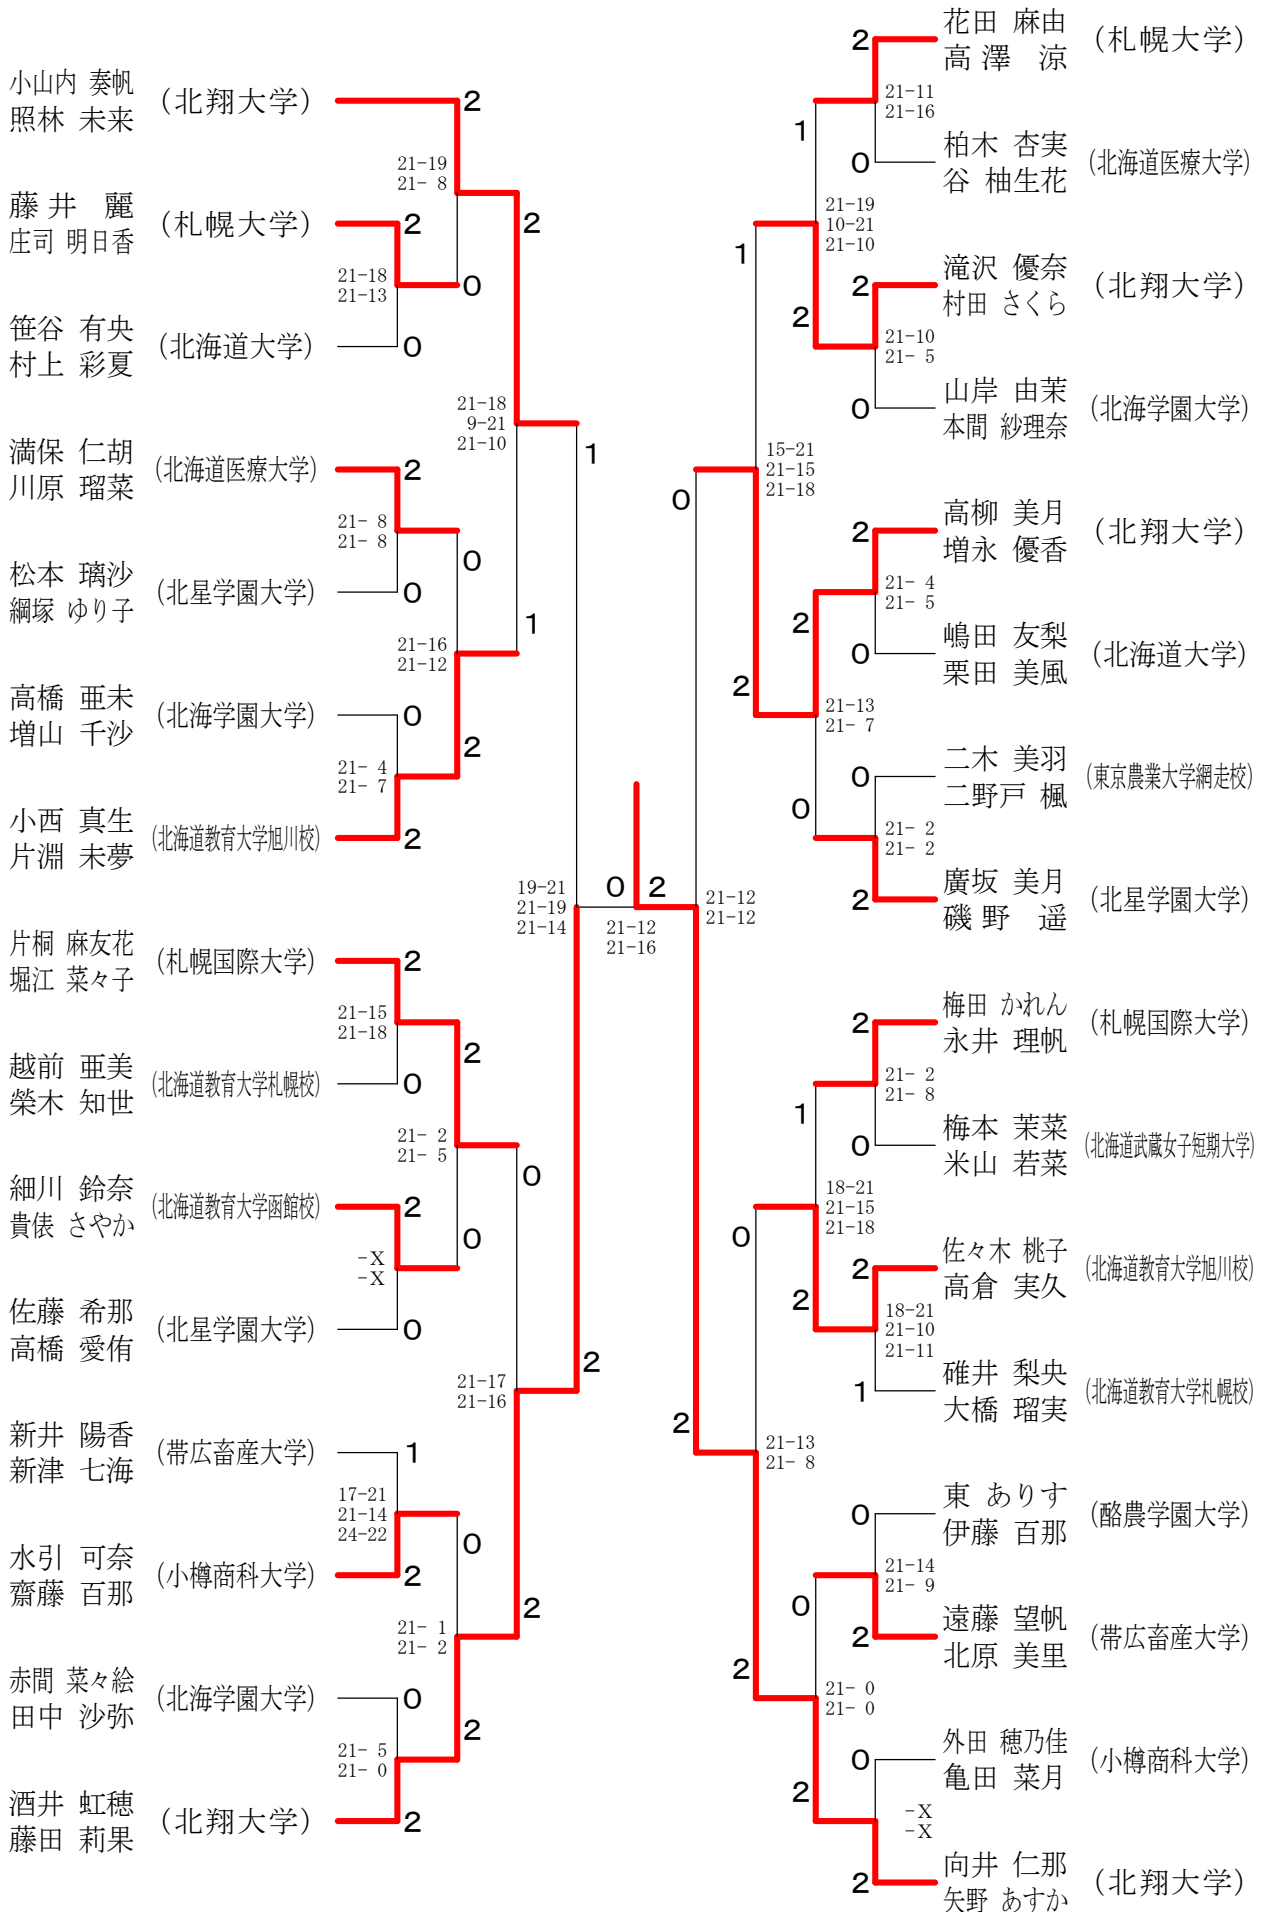 小山内 奏帆
照林 未来
(北翔大学)
2
21-19
21- 8
藤井 麗
庄司 明日香
(札幌大学)
2
2
21-18
21-13
0
笹谷 有央
村上 彩夏
(北海道大学)
0
21-18
9-21
21-10
1
満保 仁胡
川原 瑠菜
(北海道医療大学)
2
21- 8
21- 8
0
松本 璃沙
綱塚 ゆり子
(北星学園大学)
0
1
21-16
21-12
高橋 亜未
増山 千沙
(北海学園大学)
0
2
21- 4
21- 7
小西 真生
片淵 未夢
(北海道教育大学旭川校)
2
19-21
21-19
21-14
片桐 麻友花
堀江 菜々子
(札幌国際大学)
2
21-15
21-18
2
越前 亜美
榮木 知世
(北海道教育大学札幌校)
0
21- 2
21- 5
0
細川 鈴奈
貴俵 さやか
(北海道教育大学函館校)
2
0
-X
-X
佐藤 希那
高橋 愛侑
(北星学園大学)
0
2
21-17
21-16
新井 陽香
新津 七海
(帯広畜産大学)
1
17-21
21-14
24-22
0
水引 可奈
齋藤 百那
(小樽商科大学)
2
2
21- 1
21- 2
赤間 菜々絵
田中 沙弥
(北海学園大学)
0
2
21- 5
21- 0
酒井 虹穂
藤田 莉果
(北翔大学)
2
0
2
21-12
21-16
花田 麻由
高澤 涼
(札幌大学)
2
21-11
21-16
1
柏木 杏実
谷 柚生花
(北海道医療大学)
0
21-19
10-21
21-10
1
滝沢 優奈
村田 さくら
(北翔大学)
2
2
21-10
21- 5
山岸 由茉
本間 紗理奈
(北海学園大学)
0
15-21
21-15
21-18
0
高柳 美月
増永 優香
(北翔大学)
2
21- 4
21- 5
2
嶋田 友梨
栗田 美風
(北海道大学)
0
2
21-13
21- 7
二木 美羽
二野戸 楓
(東京農業大学網走校)
0
0
21- 2
21- 2
廣坂 美月
磯野 遥
(北星学園大学)
2
21-12
21-12
梅田 かれん
永井 理帆
(札幌国際大学)
2
21- 2
21- 8
1
梅本 茉菜
米山 若菜
(北海道武蔵女子短期大学)
0
18-21
21-15
21-18
0
佐々木 桃子
高倉 実久
(北海道教育大学旭川校)
2
2
18-21
21-10
21-11
碓井 梨央
大橋 瑠実
(北海道教育大学札幌校)
1
2
21-13
21- 8
東 ありす
伊藤 百那
(酪農学園大学)
0
21-14
21- 9
0
遠藤 望帆
北原 美里
(帯広畜産大学)
2
2
21- 0
21- 0
外田 穂乃佳
亀田 菜月
(小樽商科大学)
0
2
-X
-X
向井 仁那
矢野 あすか
(北翔大学)
2